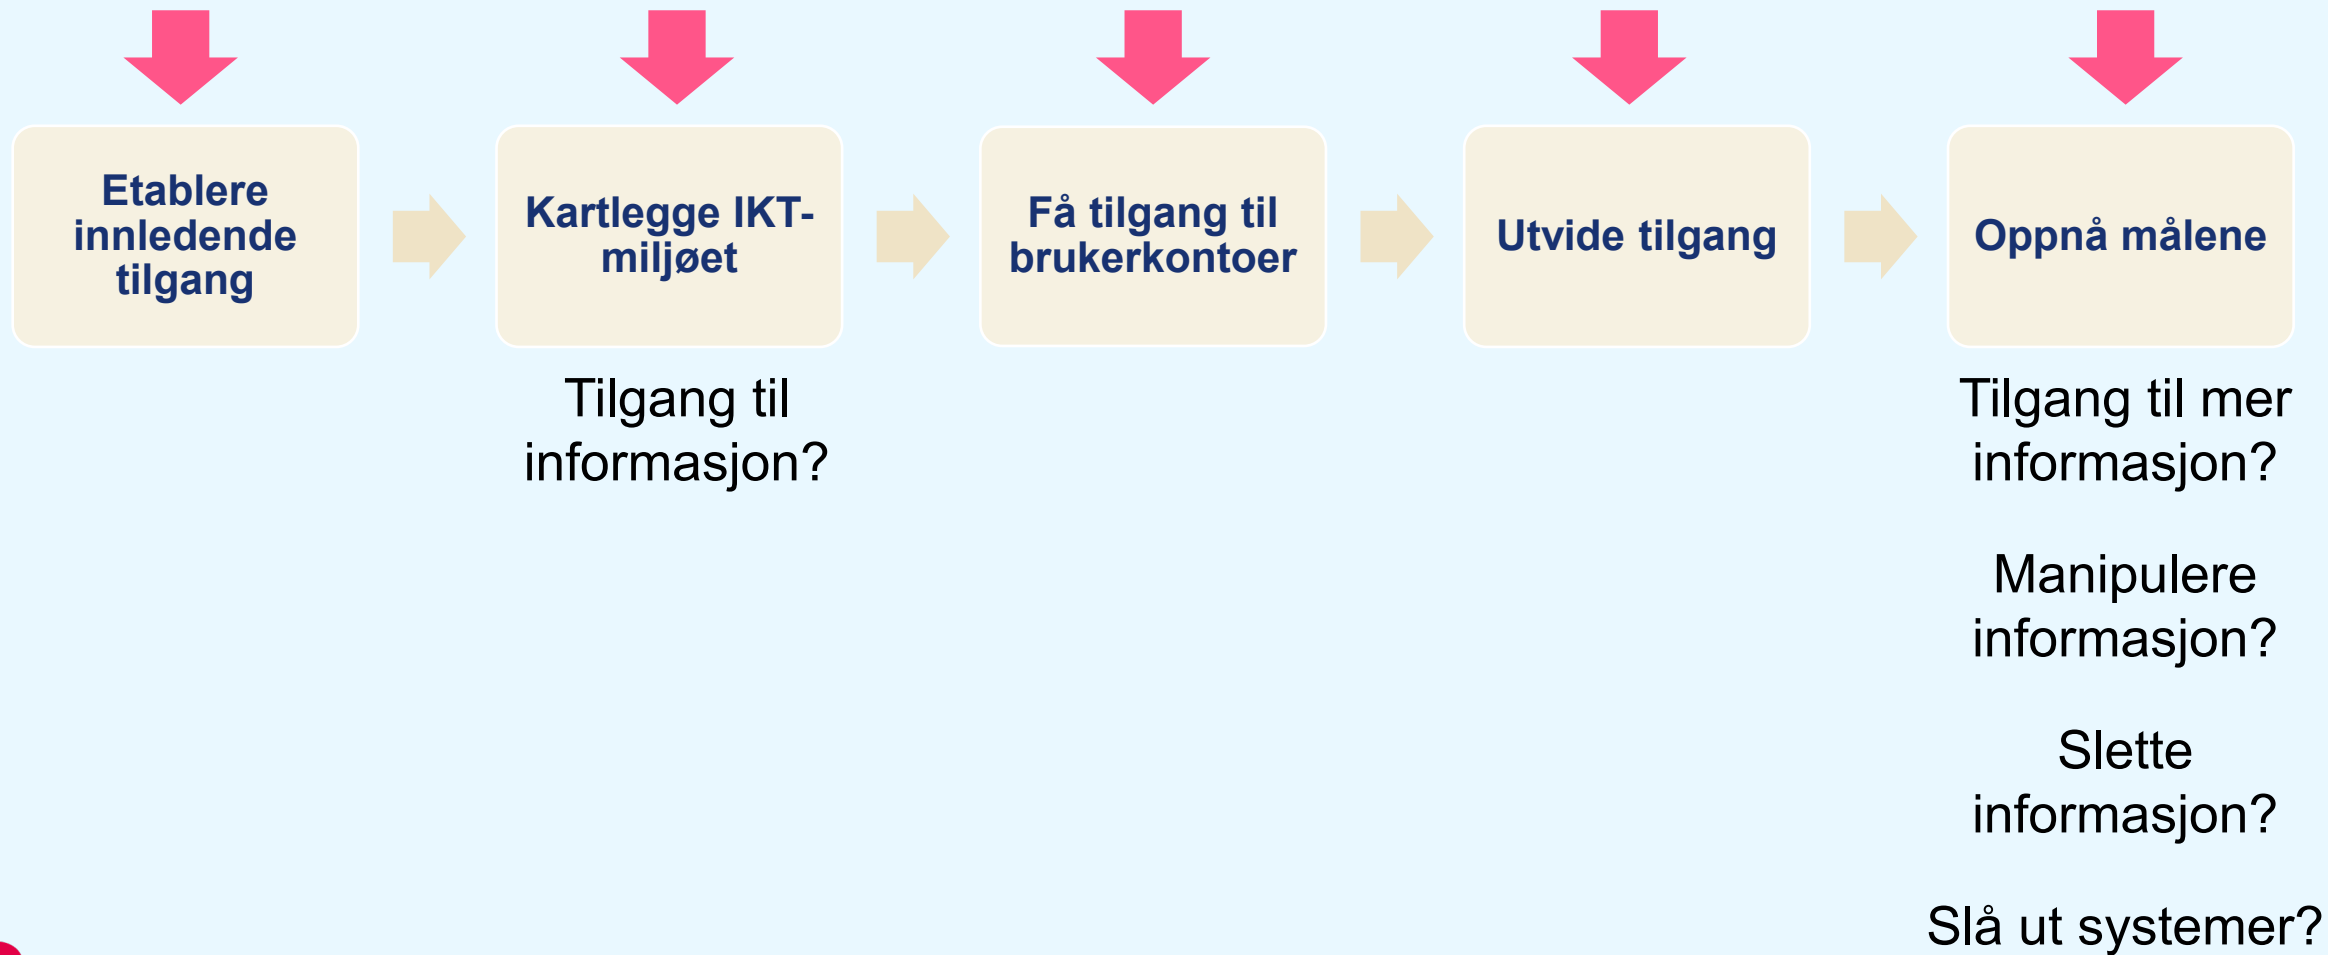 Etablere
innledende
tilgang
Kartlegge IKT-
miljøet
Få tilgang til
brukerkontoer
Utvide tilgang
Oppnå målene
Tilgang til
informasjon?
Tilgang til mer
informasjon?
Manipulere
informasjon?
Slette
informasjon?
Slå ut systemer?